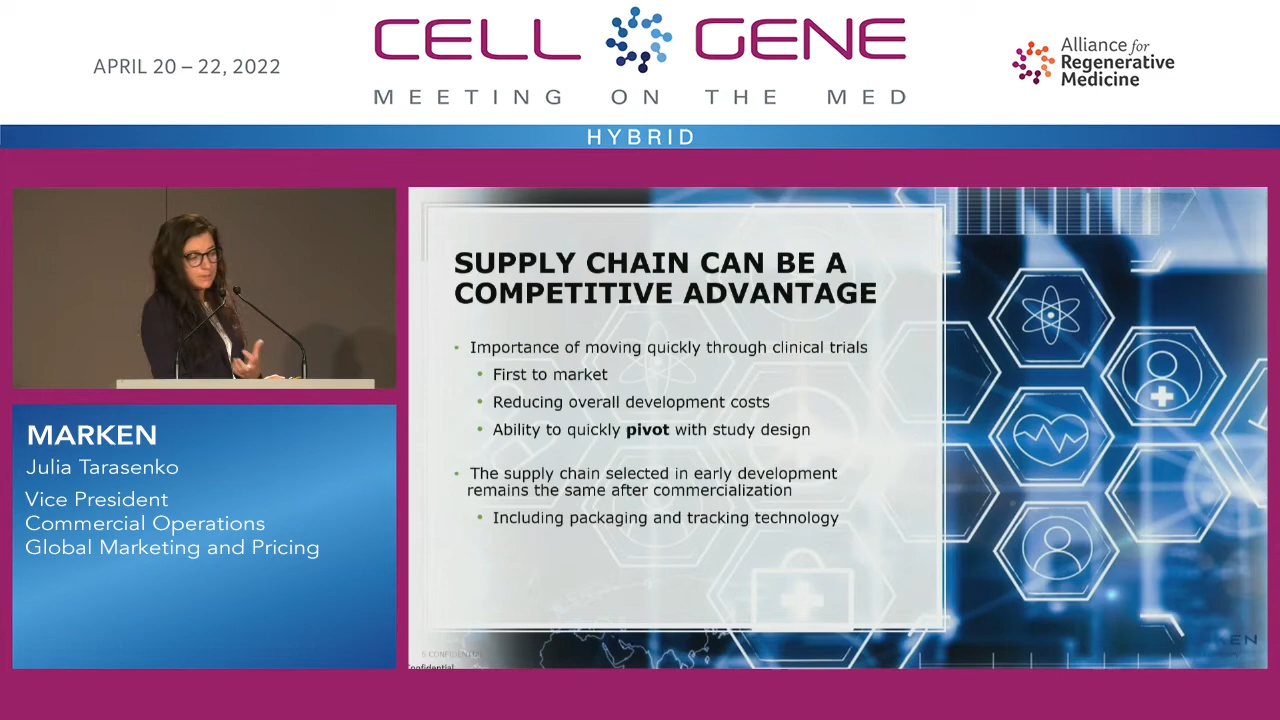 APRIL 20 – 22, 2022
CELL GENE
MEETING ON THE MED
Alliance for
Regenerative
Medicine
HYBRID
MARKEN
Julia Tarasenko
Vice President
Commercial Operations
Global Marketing and Pricing
SUPPLY CHAIN CAN BE A
COMPETITIVE ADVANTAGE
• Importance of moving quickly through clinical trials
• First to market
• Reducing overall development costs
• Ability to quickly pivot with study design
• The supply chain selected in early development
remains the same after commercialization
• Including packaging and tracking technology
6 CONFIDENTIAL
Confidential